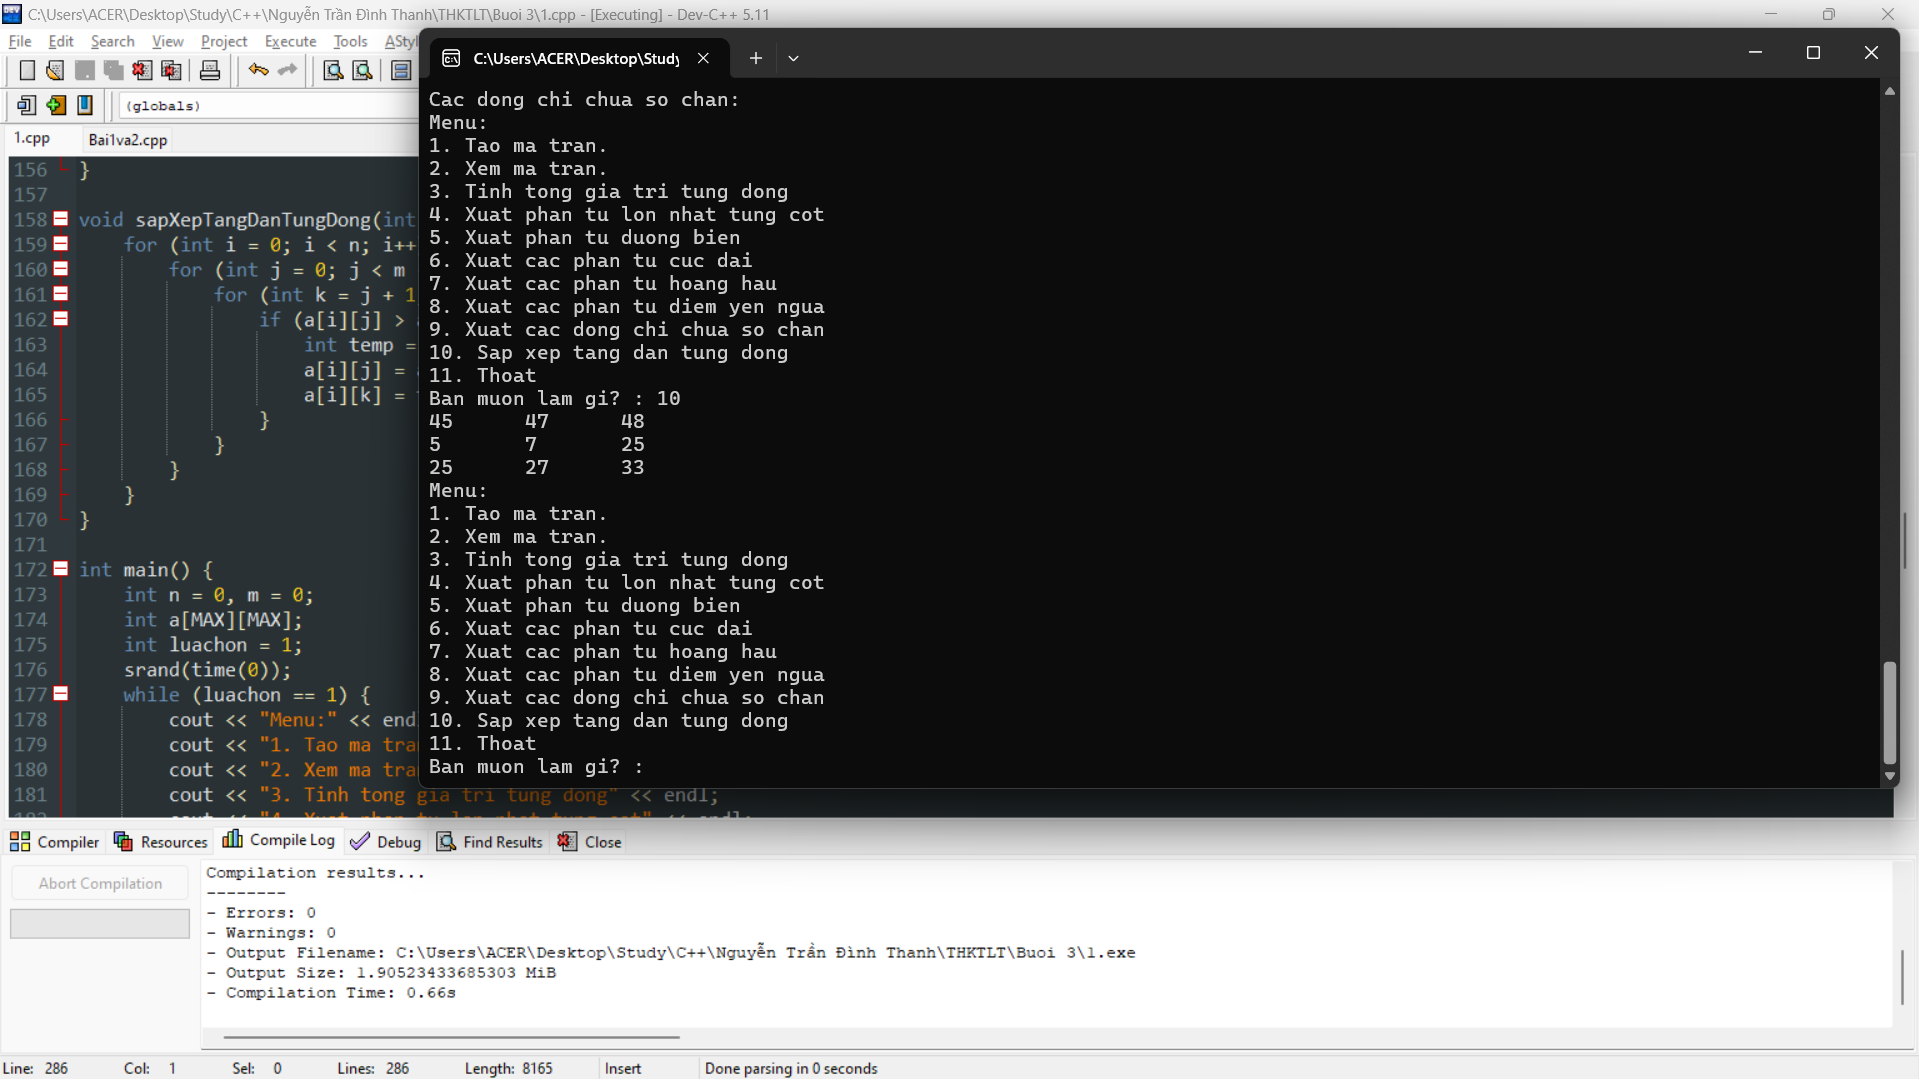 C:\Users\ACER\Desktop\Study\C++\Nguyễn Trần Đình Thanh\THKTLT\Buoi 3\1.cpp - [Executing] - Dev-C++ 5.11
File Edit Search View Project Execute Tools AStyl
(globals)
1.cpp Bai1va2.cpp
156 }
157
158 void sapXepTangDanTungDong(int
159 for (int i = 0; i < n; i++
160 for (int j = 0; j < m
161 for (int k = j + 1
162 if (a[i][j] >
163 int temp =
164 a[i][j] =
165 a[i][k] =
166 }
167 }
168 }
169 }
170 }
171
172 int main() {
173 int n = 0, m = 0;
174 int a[MAX][MAX];
175 int luachon = 1;
176 srand(time(0));
177 while (luachon == 1) {
178 cout << "Menu:" << end
179 cout << "1. Tao ma tra
180 cout << "2. Xem ma tra
181 cout << "3. Tinh tong gia tri tung dong" << endl;
C:\Users\ACER\Desktop\Study
Cac dong chi chua so chan:
Menu:
1. Tao ma tran.
2. Xem ma tran.
3. Tinh tong gia tri tung dong
4. Xuat phan tu lon nhat tung cot
5. Xuat phan tu duong bien
6. Xuat cac phan tu cuc dai
7. Xuat cac phan tu hoang hau
8. Xuat cac phan tu diem yen ngua
9. Xuat cac dong chi chua so chan
10. Sap xep tang dan tung dong
11. Thoat
Ban muon lam gi? : 10
45 47 48
5 7 25
25 27 33
Menu:
1. Tao ma tran.
2. Xem ma tran.
3. Tinh tong gia tri tung dong
4. Xuat phan tu lon nhat tung cot
5. Xuat phan tu duong bien
6. Xuat cac phan tu cuc dai
7. Xuat cac phan tu hoang hau
8. Xuat cac phan tu diem yen ngua
9. Xuat cac dong chi chua so chan
10. Sap xep tang dan tung dong
11. Thoat
Ban muon lam gi? :
Compiler Resources Compile Log Debug Find Results Close
Abort Compilation
Compilation results...
--------
- Errors: 0
- Warnings: 0
- Output Filename: C:\Users\ACER\Desktop\Study\C++\Nguyễn Trần Đình Thanh\THKTLT\Buoi 3\1.exe
- Output Size: 1.90523433685303 MiB
- Compilation Time: 0.66s
Line: 286 Col: 1 Sel: 0 Lines: 286 Length: 8165 Insert Done parsing in 0 seconds